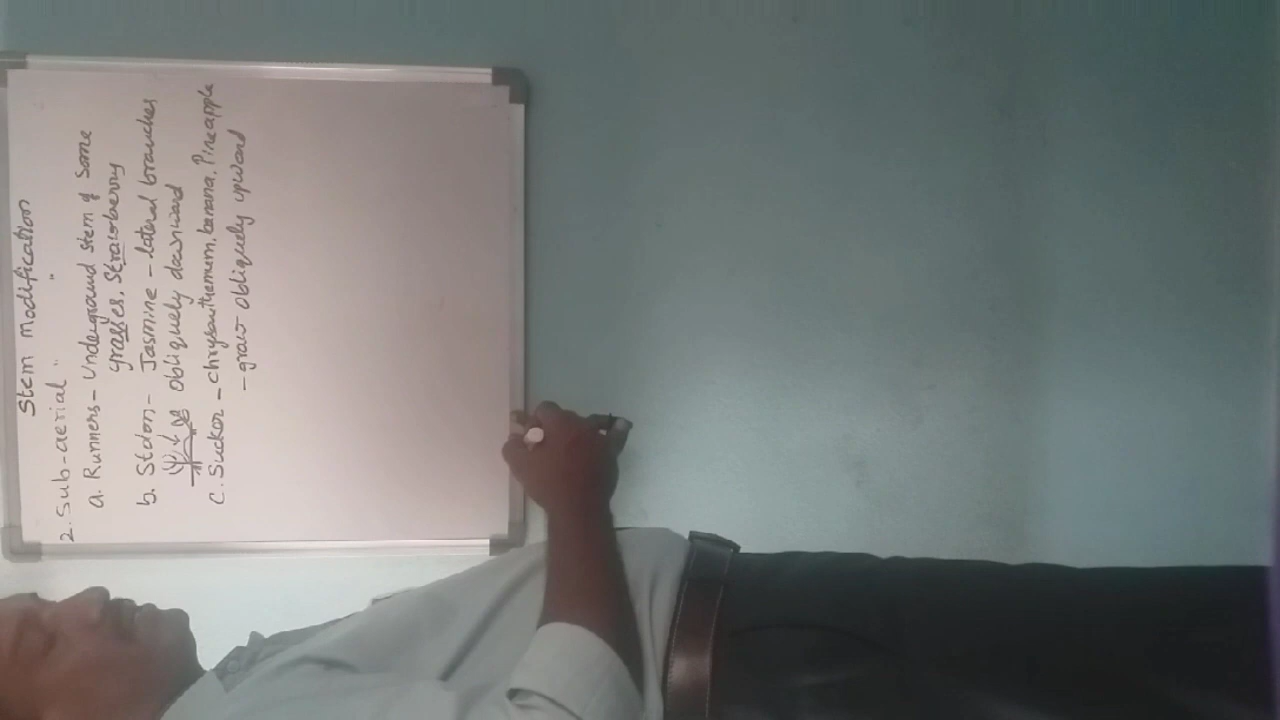 Stem Modification
2. Sub-aerial " "
a. Runners - Underground stem of some
grasses, Strawberry
b. Stolon - Jasmine - lateral branches
obliquely downward
c. Sucker - chrysanthemem, banana, Pineapple
- grow obliquely upward